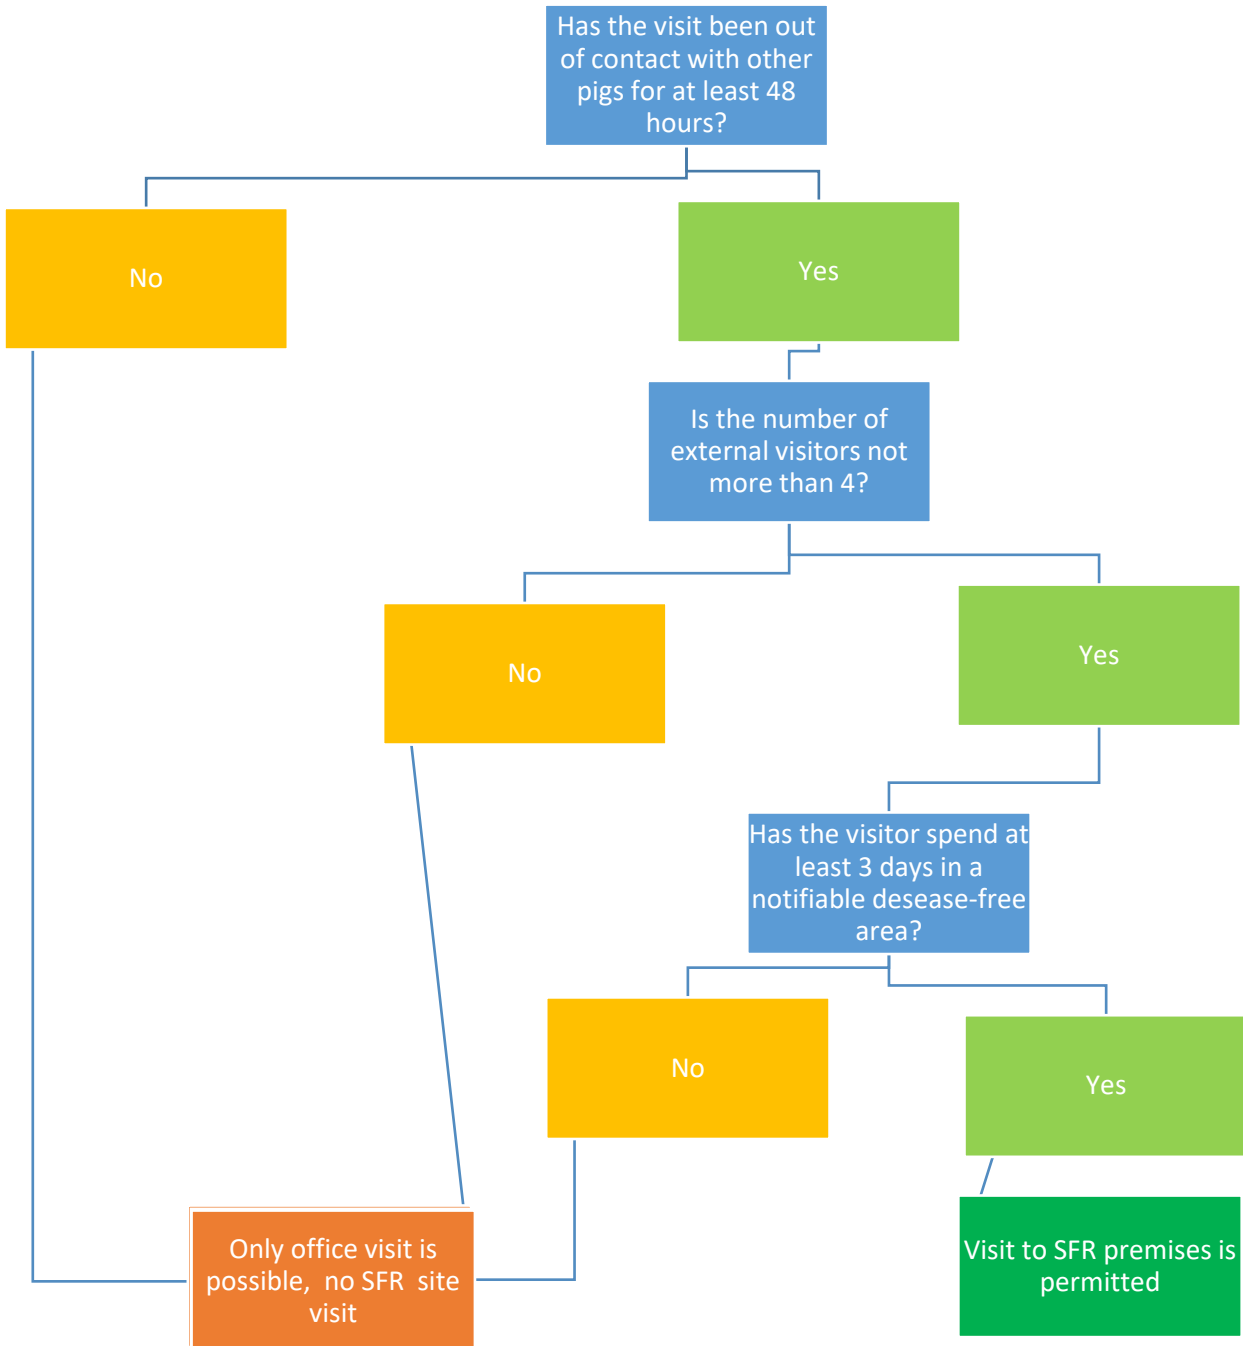 Has the visit been out
of contact with other
pigs for at least 48
hours?
No
Yes
Is the number of
external visitors not
more than 4?
No
Yes
Has the visitor spend at
least 3 days in a
notifiable desease-free
area?
No
Yes
Only office visit is
possible, no SFR site
visit
Visit to SFR premises is
permitted